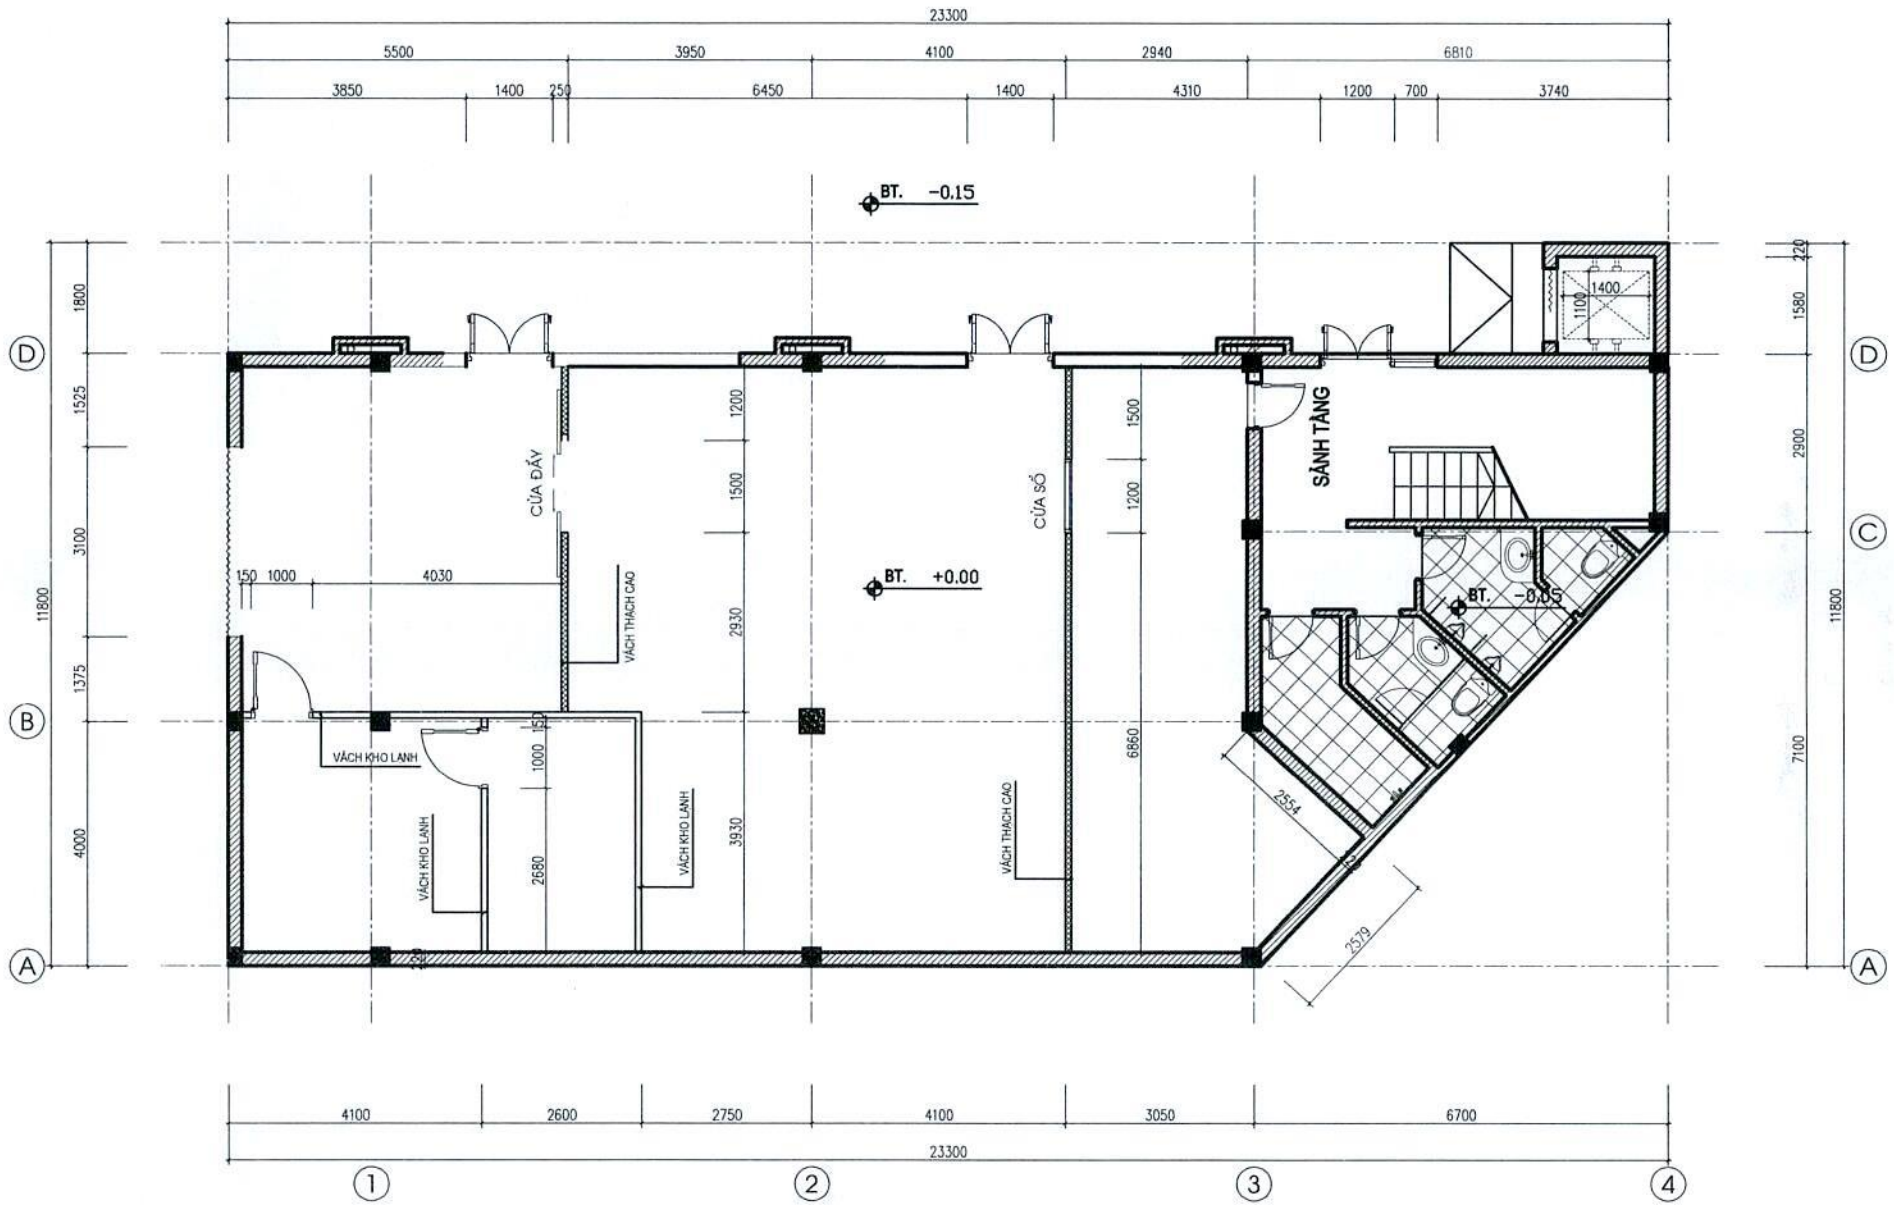 23300
5500 3950 4100 2940 6810
3850 1400 250 6450 1400 4310 1200 700 3740
BT. -0.15
11800
1800
1525
3100
1375
4000
D
B
A
220
1580
2900
7100
11800
D
C
A
1400
1100
1200
1500
2930
3930
1500
1200
6860
CỬA ĐẨY
CỬA SỔ
SẢNH TẦNG
150 1000 4030
BT. +0.00
BT. -0.05
VÁCH THẠCH CAO
VÁCH KHO LẠNH
VÁCH KHO LẠNH
VÁCH KHO LẠNH
VÁCH THẠCH CAO
150
1000
2680
2554
2579
4100 2600 2750 4100 3050 6700
23300
1 2 3 4